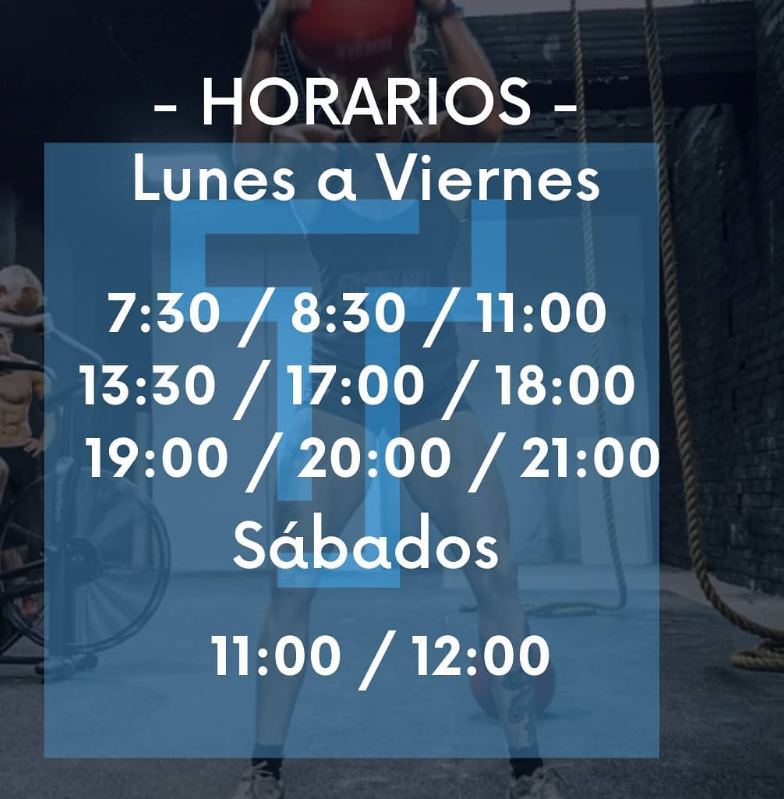 - HORARIOS -
Lunes a Viernes
7:30 / 8:30 / 11:00
13:30 / 17:00 / 18:00
19:00 / 20:00 / 21:00
Sábados
11:00 / 12:00